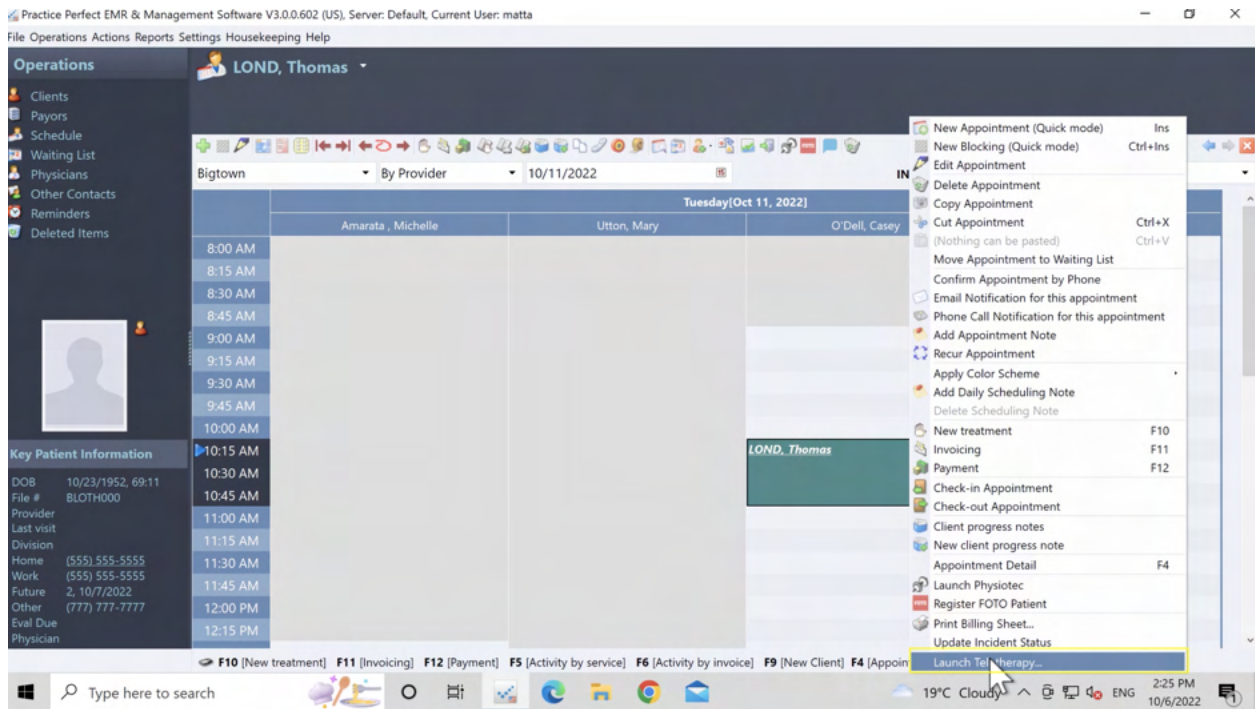 Practice Perfect EMR & Management Software V3.0.0.602 (US), Server: Default, Current User: matta
File Operations Actions Reports Settings Housekeeping Help
Operations
Clients
Payors
Schedule
Waiting List
Physicians
Other Contacts
Reminders
Deleted Items
Key Patient Information
DOB 10/23/1952, 69:11
File # BLOTH000
Provider
Last visit
Division
Home (555) 555-5555
Work (555) 555-5555
Future 2, 10/7/2022
Other (777) 777-7777
Eval Due
Physician
LOND, Thomas
Bigtown By Provider 10/11/2022 IN
Tuesday[Oct 11, 2022]
Amarata , Michelle Utton, Mary O'Dell, Casey
8:00 AM
8:15 AM
8:30 AM
8:45 AM
9:00 AM
9:15 AM
9:30 AM
9:45 AM
10:00 AM
10:15 AM LOND, Thomas
10:30 AM
10:45 AM
11:00 AM
11:15 AM
11:30 AM
11:45 AM
12:00 PM
12:15 PM
New Appointment (Quick mode) Ins
New Blocking (Quick mode) Ctrl+Ins
Edit Appointment
Delete Appointment
Copy Appointment
Cut Appointment Ctrl+X
(Nothing can be pasted) Ctrl+V
Move Appointment to Waiting List
Confirm Appointment by Phone
Email Notification for this appointment
Phone Call Notification for this appointment
Add Appointment Note
Recur Appointment
Apply Color Scheme
Add Daily Scheduling Note
Delete Scheduling Note
New treatment F10
Invoicing F11
Payment F12
Check-in Appointment
Check-out Appointment
Client progress notes
New client progress note
Appointment Detail F4
Launch Physiotec
Register FOTO Patient
Print Billing Sheet...
Update Incident Status
Launch Teletherapy...
F10 [New treatment] F11 [Invoicing] F12 [Payment] F5 [Activity by service] F6 [Activity by invoice] F9 [New Client] F4 [Appoin
Type here to search
19°C Cloudy ENG 2:25 PM
10/6/2022
1